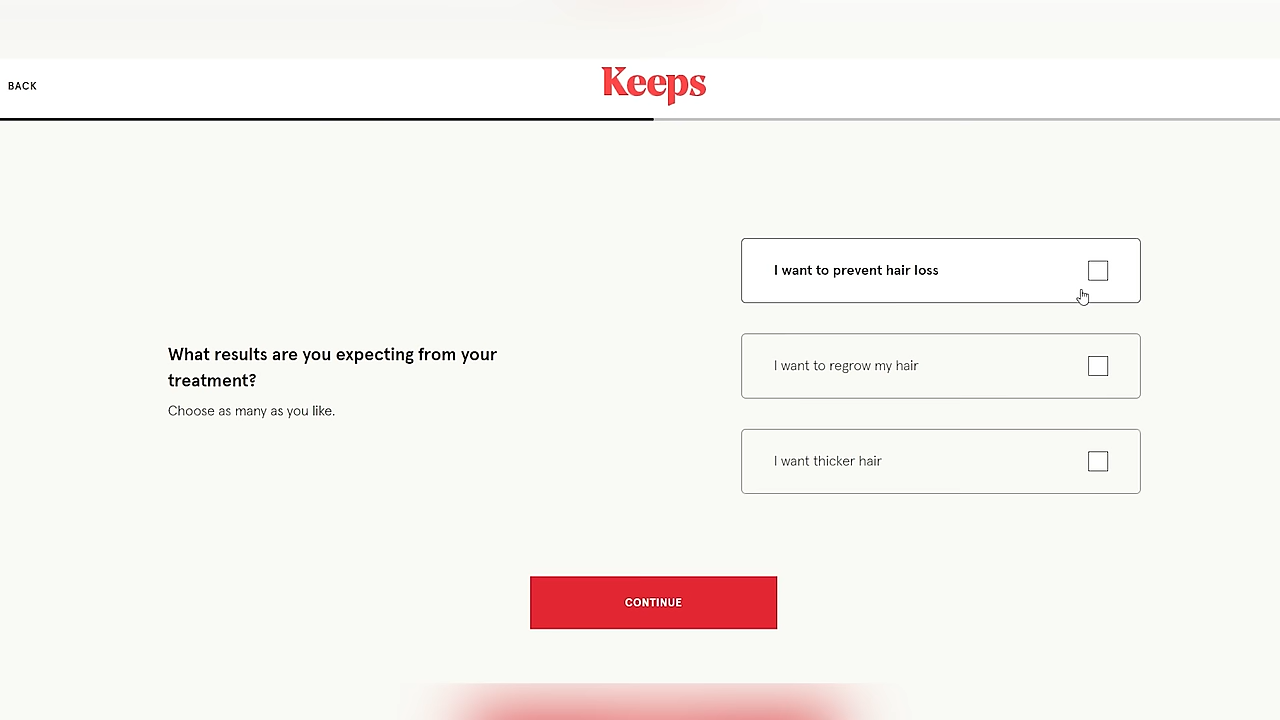 BACK
Keeps
What results are you expecting from your
treatment?
Choose as many as you like.
I want to prevent hair loss
I want to regrow my hair
I want thicker hair
CONTINUE